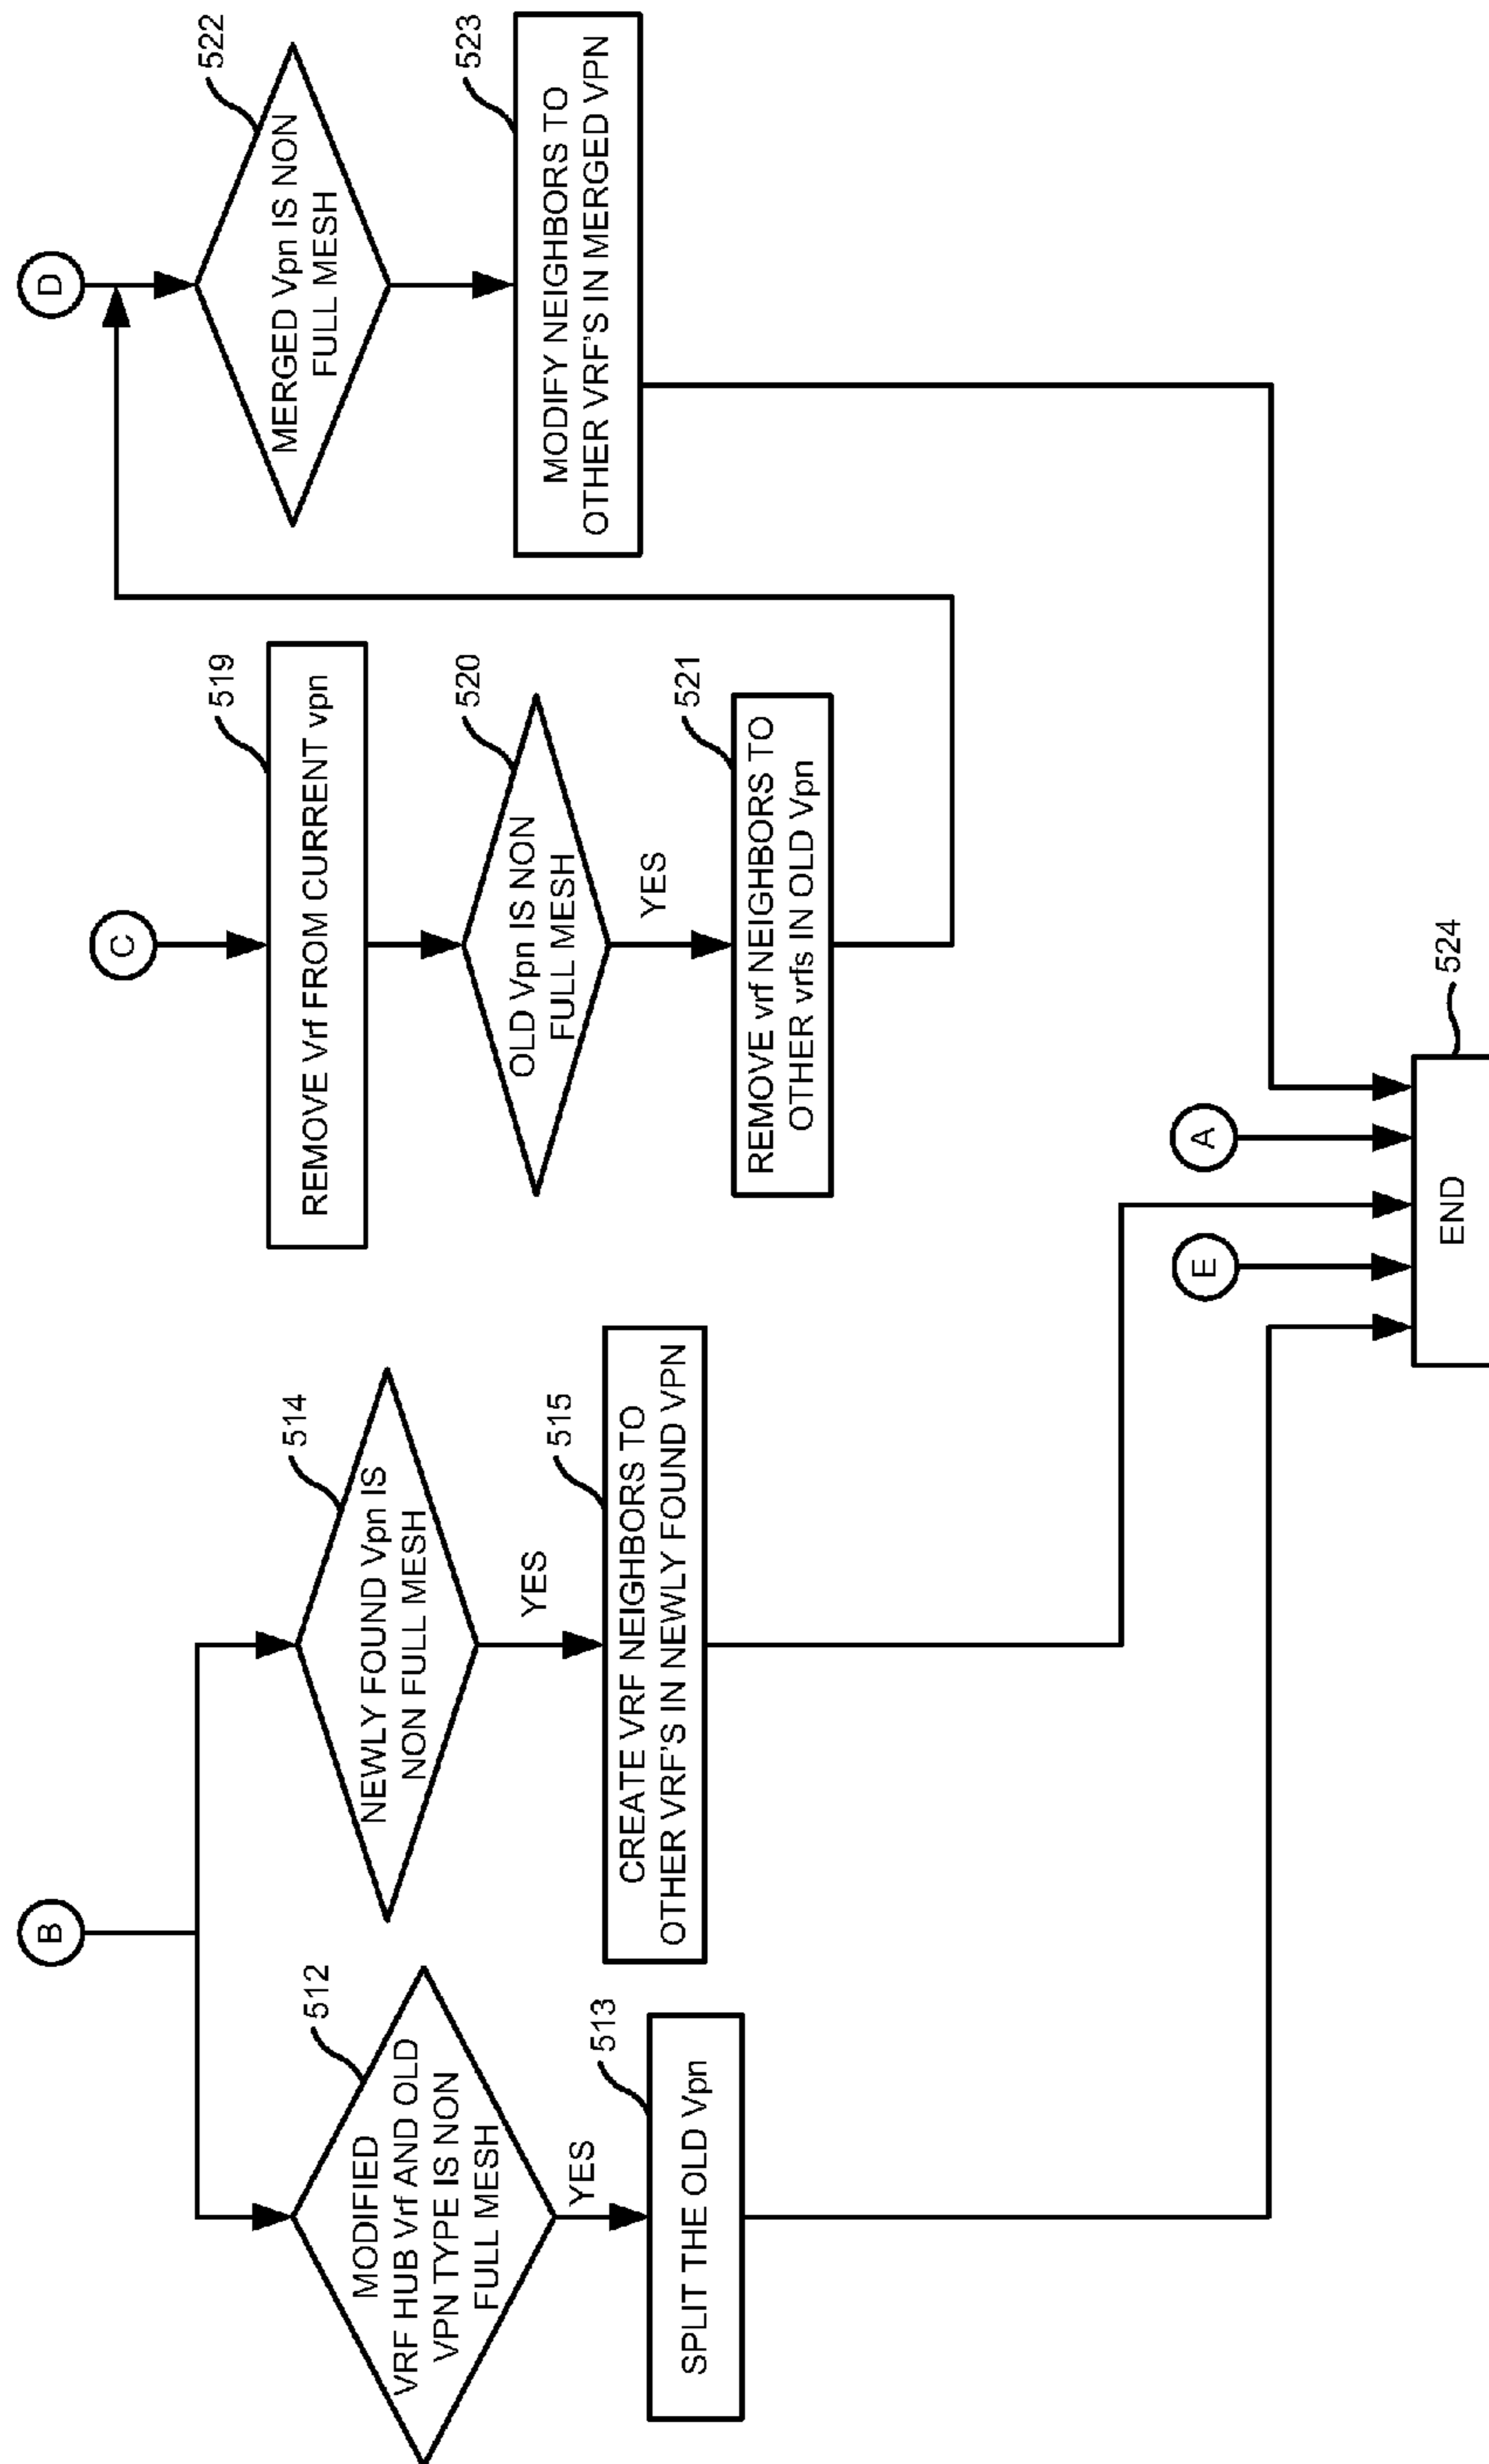 B
512
MODIFIED
VRF HUB Vrf AND OLD
VPN TYPE IS NON
FULL MESH
YES
513
SPLIT THE OLD Vpn
514
NEWLY FOUND Vpn IS
NON FULL MESH
YES
515
CREATE VRF NEIGHBORS TO
OTHER VRF'S IN NEWLY FOUND VPN
C
519
REMOVE Vrf FROM CURRENT vpn
520
OLD Vpn IS NON
FULL MESH
YES
521
REMOVE vrf NEIGHBORS TO
OTHER vrfs IN OLD Vpn
D
522
MERGED Vpn IS NON
FULL MESH
523
MODIFY NEIGHBORS TO
OTHER VRF'S IN MERGED VPN
E
A
524
END